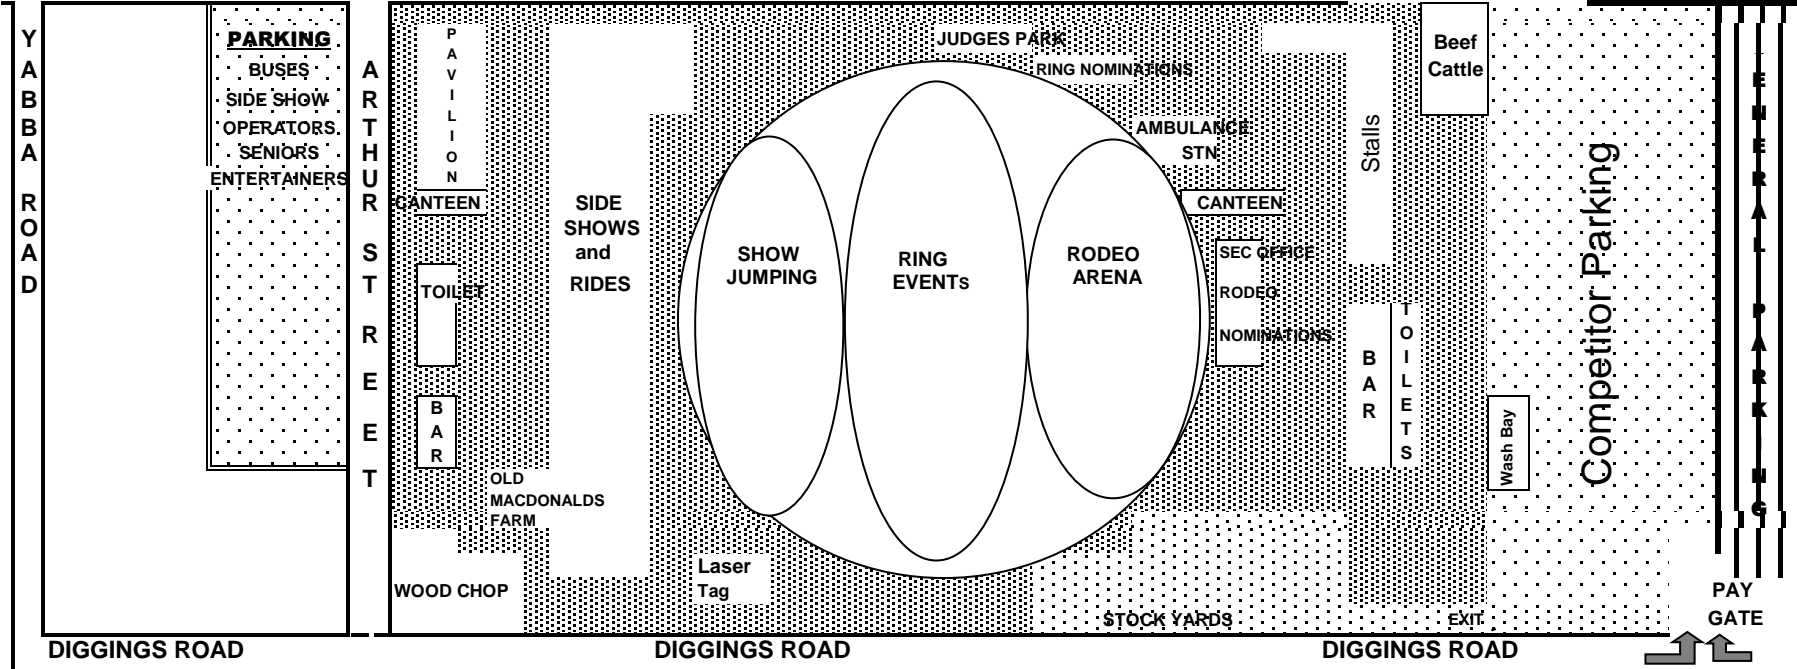 YABBA ROAD
PARKING
BUSES
SIDE SHOW
OPERATORS
SENIORS
ENTERTAINERS
ARTHUR STREET
PAVILION
CANTEEN
TOILET
BAR
OLD
MACDONALDS
FARM
WOOD CHOP
SIDE
SHOWS
and
RIDES
Laser
Tag
SHOW
JUMPING
RING
EVENTs
RODEO
ARENA
JUDGES PARK
RING NOMINATIONS
AMBULANCE
STN
CANTEEN
SEC OFFICE
RODEO
NOMINATIONS
Stalls
BAR
TOILETS
Beef
Cattle
Wash Bay
Competitor Parking
ENERAL PARKING
STOCK YARDS
EXIT
PAY
GATE
DIGGINGS ROAD
DIGGINGS ROAD
DIGGINGS ROAD